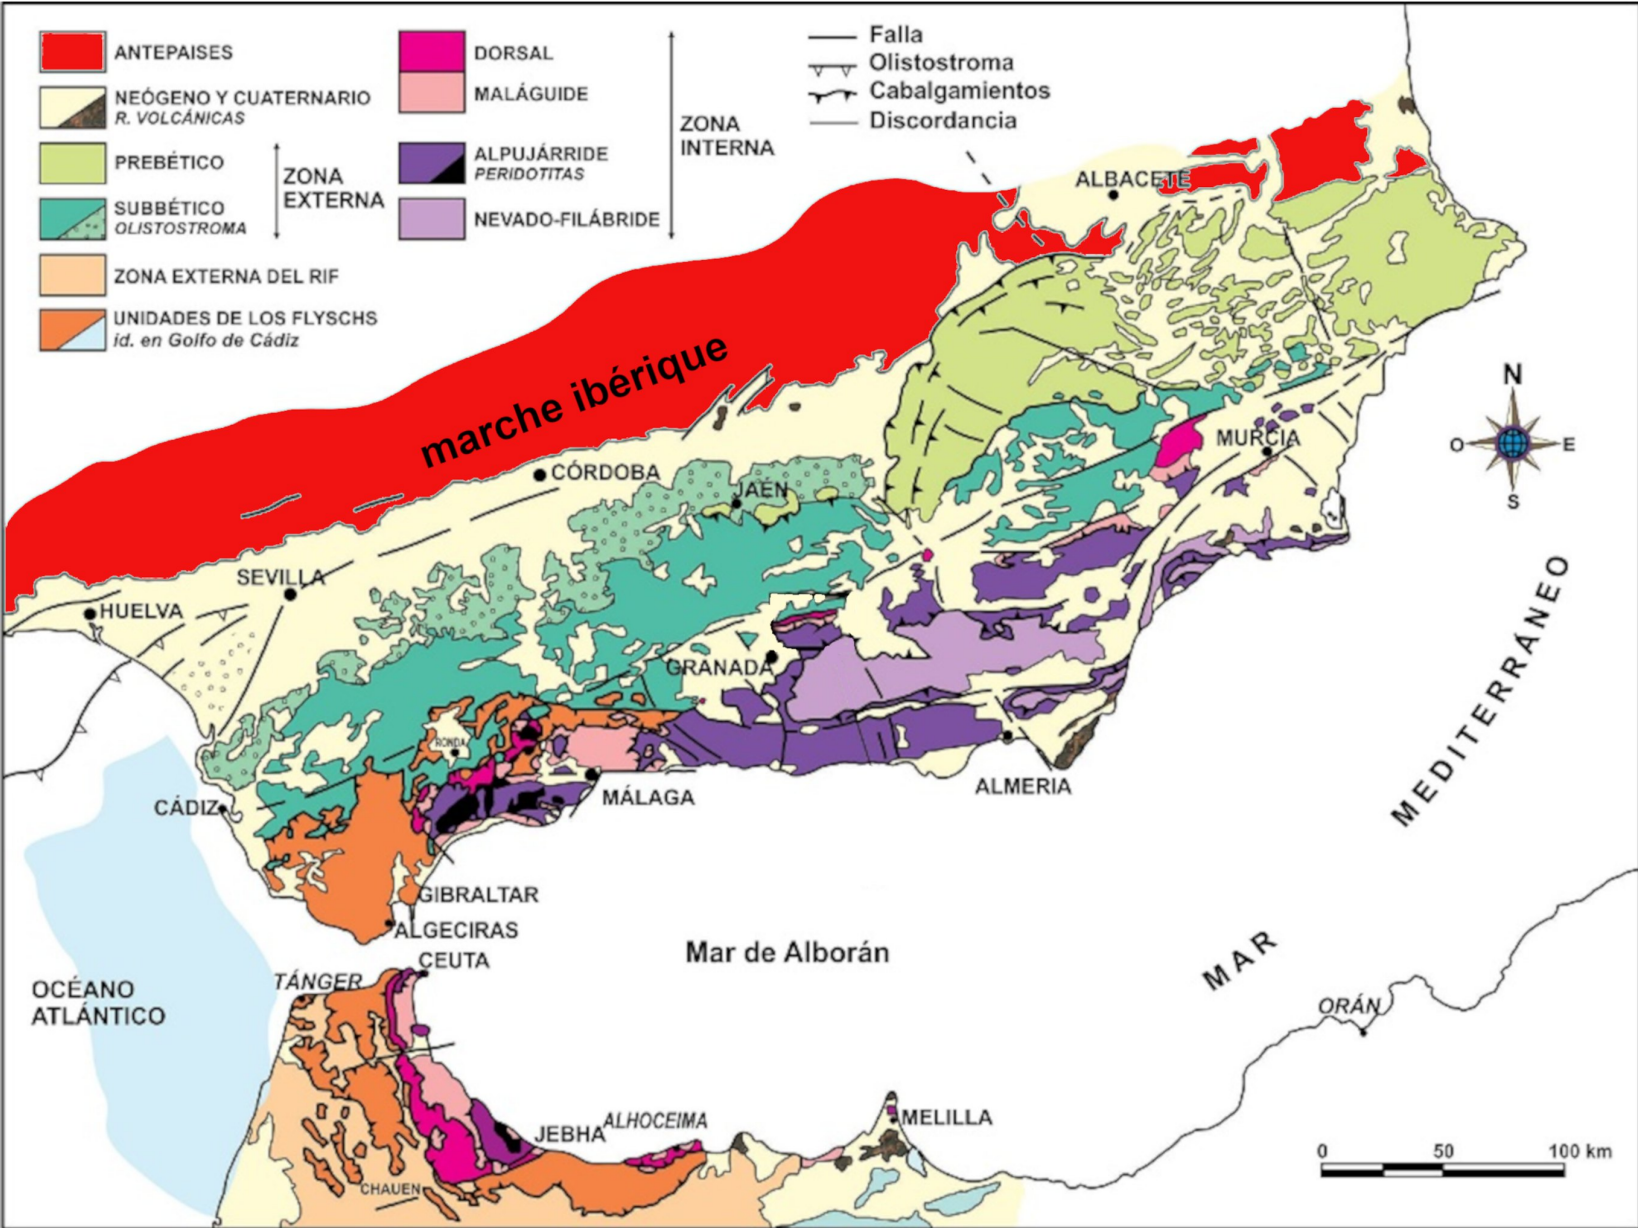 ANTEPAISES
NEÓGENO Y CUATERNARIO
R. VOLCÁNICAS
PREBÉTICO
SUBBÉTICO
OLISTOSTROMA
ZONA
EXTERNA
ZONA EXTERNA DEL RIF
UNIDADES DE LOS FLYSCHS
id. en Golfo de Cádiz
DORSAL
MALÁGUIDE
ALPUJÁRRIDE
PERIDOTITAS
NEVADO-FILÁBRIDE
ZONA
INTERNA
Falla
Olistostroma
Cabalgamientos
Discordancia
ALBACETE
marche ibérique
N
O
E
S
MURCIA
CÓRDOBA
JAÉN
SEVILLA
HUELVA
GRANADA
RONDA
ALMERIA
MÁLAGA
CÁDIZ
MEDITERRÁNEO
GIBRALTAR
ALGECIRAS
CEUTA
Mar de Alborán
MAR
TÁNGER
OCÉANO
ATLÁNTICO
ORÁN
JEBHA
ALHOCEIMA
MELILLA
CHAUEN
0 50 100 km